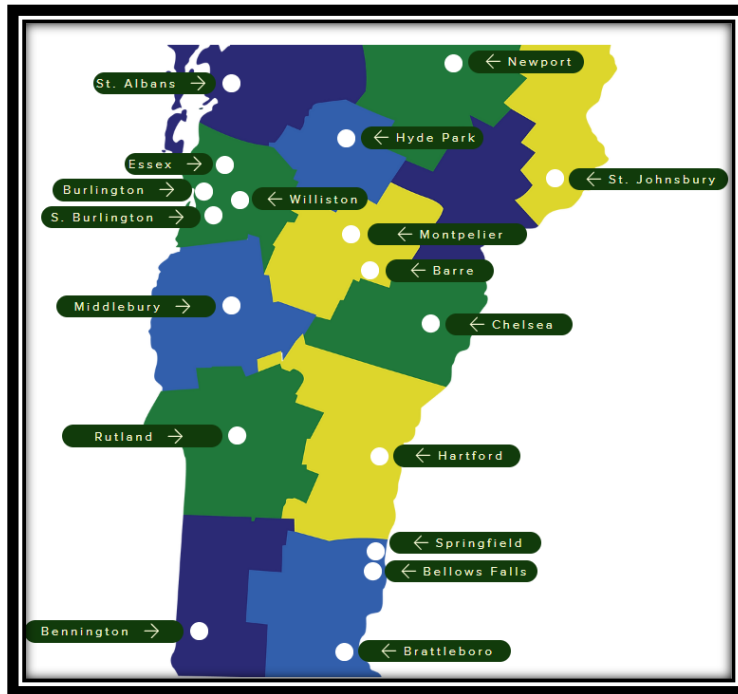 ← Newport
St. Albans →
← Hyde Park
Essex →
← St. Johnsbury
Burlington →
← Williston
S. Burlington →
← Montpelier
← Barre
Middlebury →
← Chelsea
Rutland →
← Hartford
← Springfield
← Bellows Falls
Bennington →
← Brattleboro